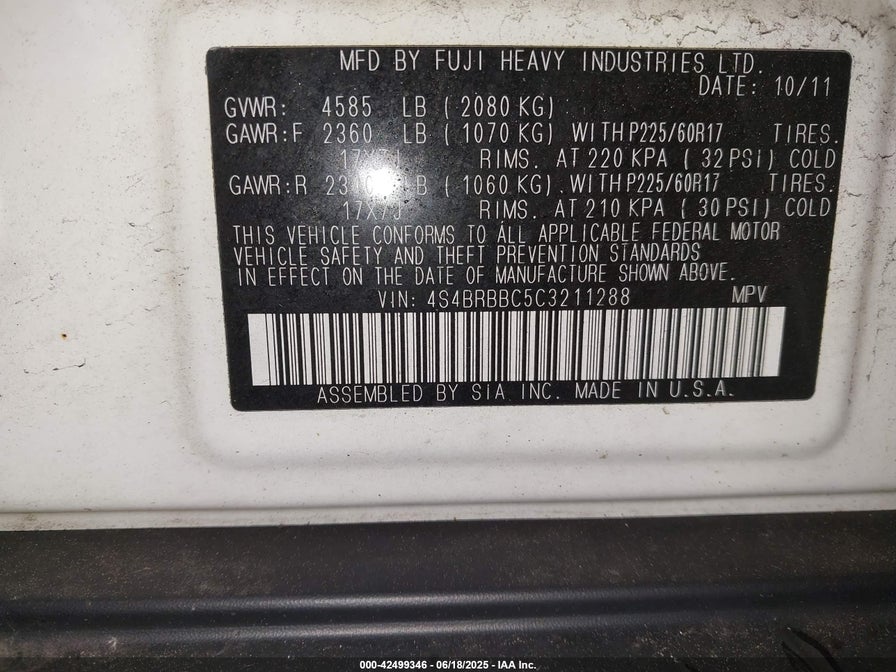 MFD BY FUJI HEAVY INDUSTRIES LTD.
DATE: 10/11
GVWR: 4585 LB ( 2080 KG)
GAWR:F 2360 LB ( 1070 KG) WITH P225/60R17 TIRES.
17X7J RIMS. AT 220 KPA ( 32 PSI) COLD
GAWR:R LB ( 1060 KG) WITH P225/60R17 TIRES.
17X7J RIMS. AT 210 KPA ( 30 PSI) COLD
THIS VEHICLE CONFORMS TO ALL APPLICABLE FEDERAL MOTOR
VEHICLE SAFETY AND THEFT PREVENTION STANDARDS
IN EFFECT ON THE DATE OF MANUFACTURE SHOWN ABOVE.
VIN: 4S4BRBBC5C3211288 MPV
ASSEMBLED BY SiA INC. MADE IN U.S.A.
000-42499346 - 06/18/2025 - IAA Inc.